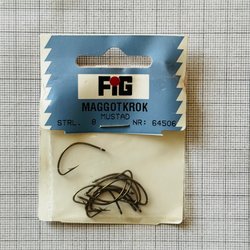 FiG
MAGGOTKROK
MUSTAD
STRL. 8 NR: 64506